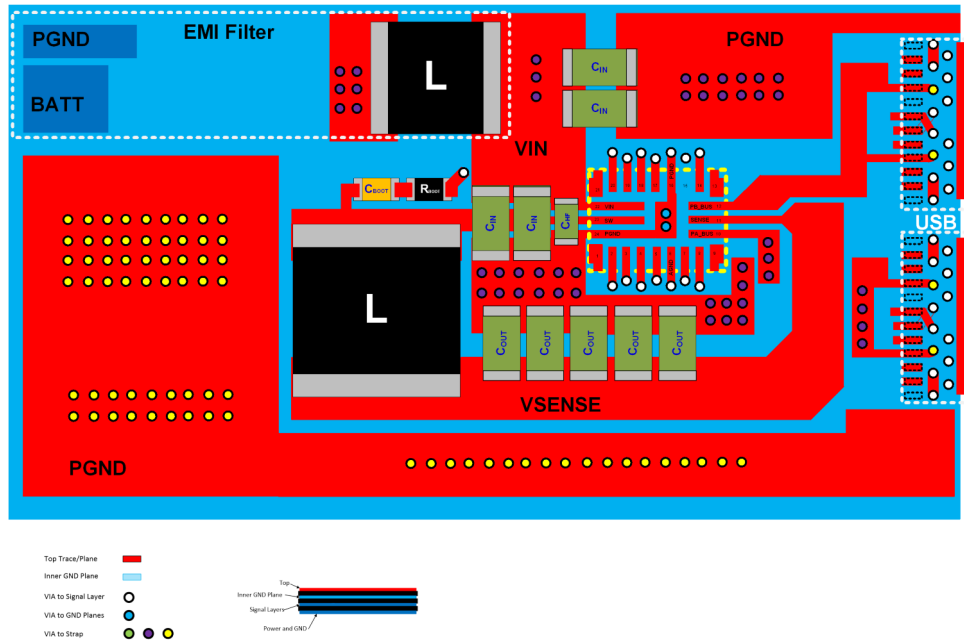 PGND
EMI Filter
PGND
BATT
L
CIN
CIN
VIN
CBOOT
RBOOT
CIN
CIN
CHF
VIN
SW
PGND
PB_BUS
SENSE
PA_BUS
USB
L
COUT
COUT
COUT
COUT
COUT
VSENSE
PGND
Top Trace/Plane
Inner GND Plane
VIA to Signal Layer
VIA to GND Planes
VIA to Strap
Top
Inner GND Plane
Signal Layers
Power and GND